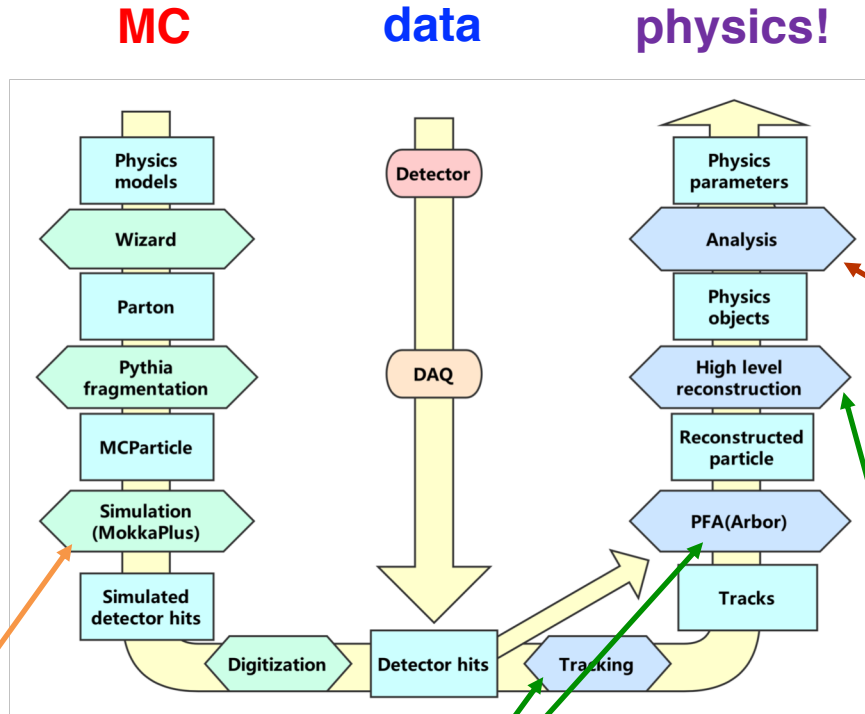 MC
data
physics!
Physics
models
Wizard
Parton
Pythia
fragmentation
MCParticle
Simulation
(MokkaPlus)
Simulated
detector hits
Digitization
Detector
DAQ
Detector hits
Tracking
Physics
parameters
Analysis
Physics
objects
High level
reconstruction
Reconstructed
particle
PFA(Arbor)
Tracks